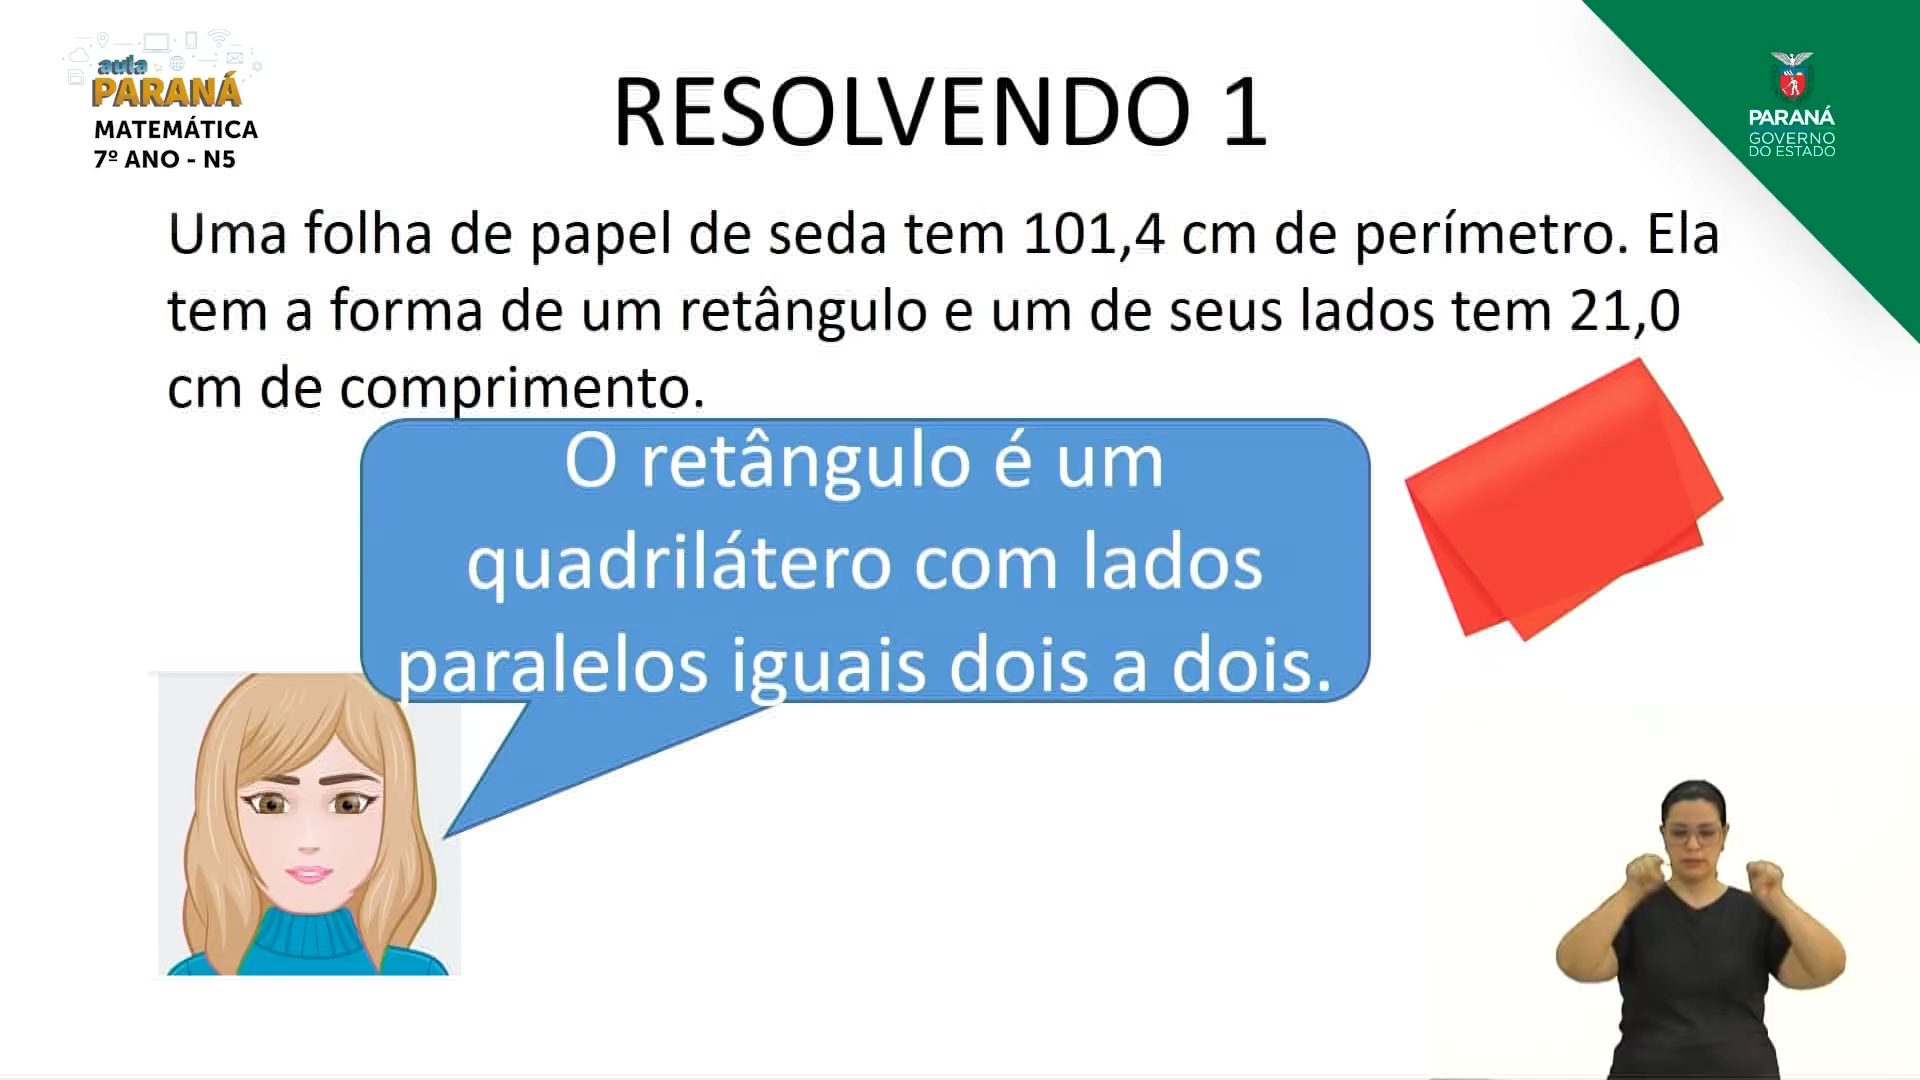 aula
PARANÁ
MATEMÁTICA
7º ANO - N5
RESOLVENDO 1
PARANÁ
GOVERNO
DO ESTADO
Uma folha de papel de seda tem 101,4 cm de perímetro. Ela
tem a forma de um retângulo e um de seus lados tem 21,0
cm de comprimento.
O retângulo é um
quadrilátero com lados
paralelos iguais dois a dois.